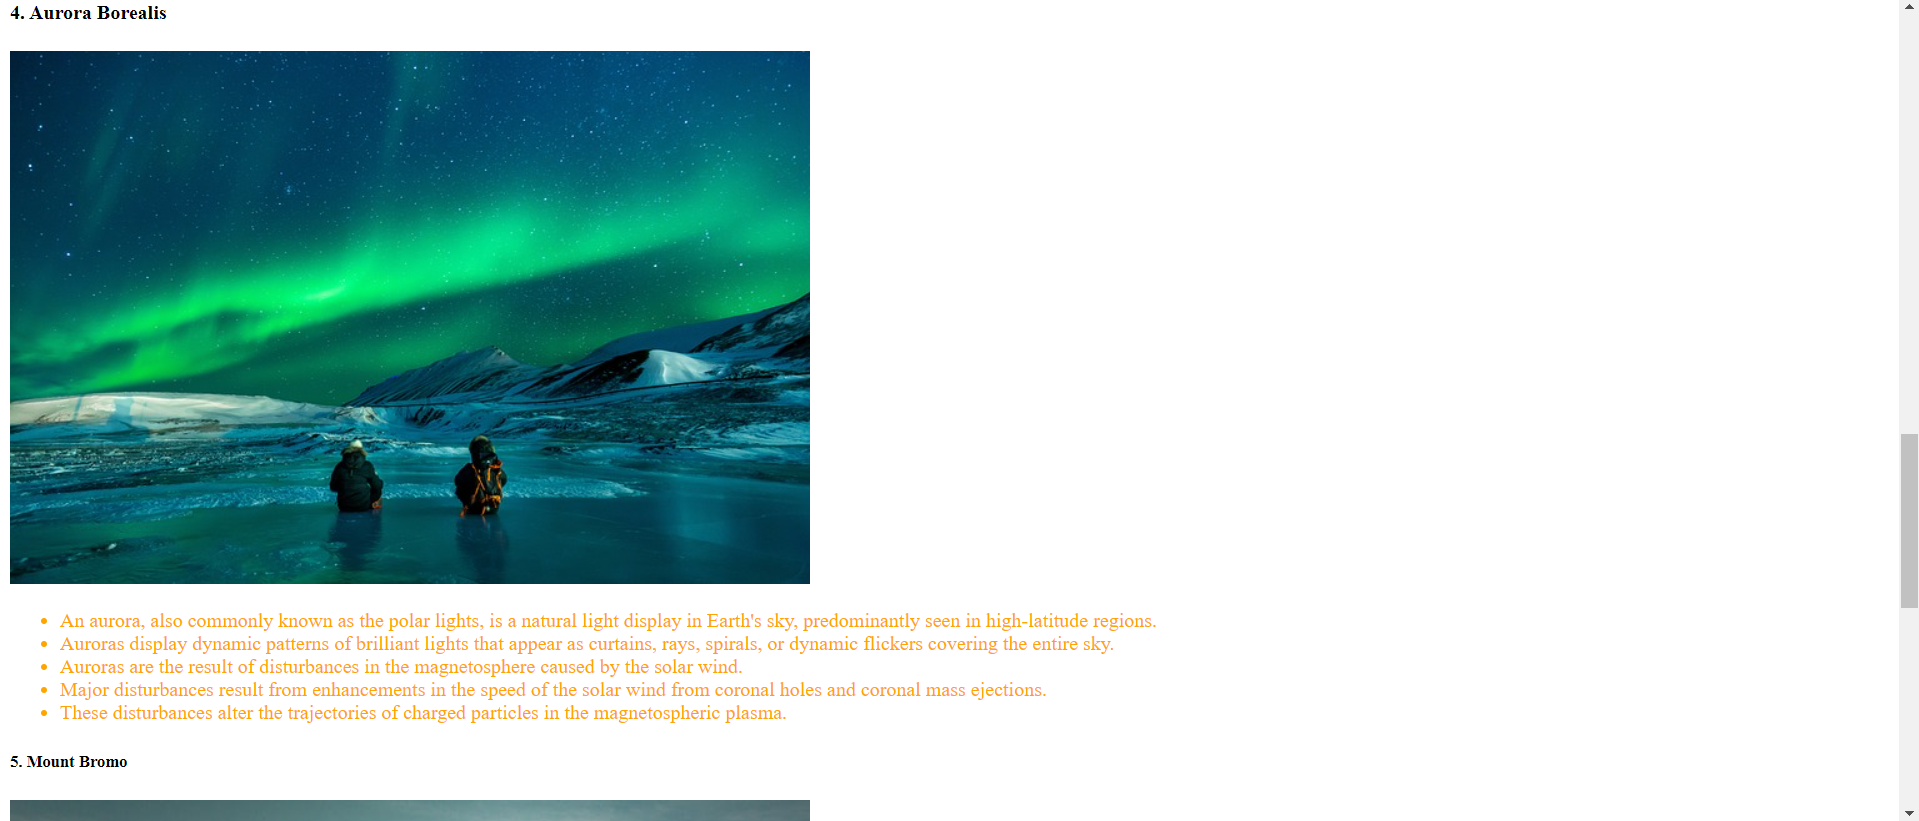 4. Aurora Borealis
• An aurora, also commonly known as the polar lights, is a natural light display in Earth's sky, predominantly seen in high-latitude regions.
• Auroras display dynamic patterns of brilliant lights that appear as curtains, rays, spirals, or dynamic flickers covering the entire sky.
• Auroras are the result of disturbances in the magnetosphere caused by the solar wind.
• Major disturbances result from enhancements in the speed of the solar wind from coronal holes and coronal mass ejections.
• These disturbances alter the trajectories of charged particles in the magnetospheric plasma.
5. Mount Bromo